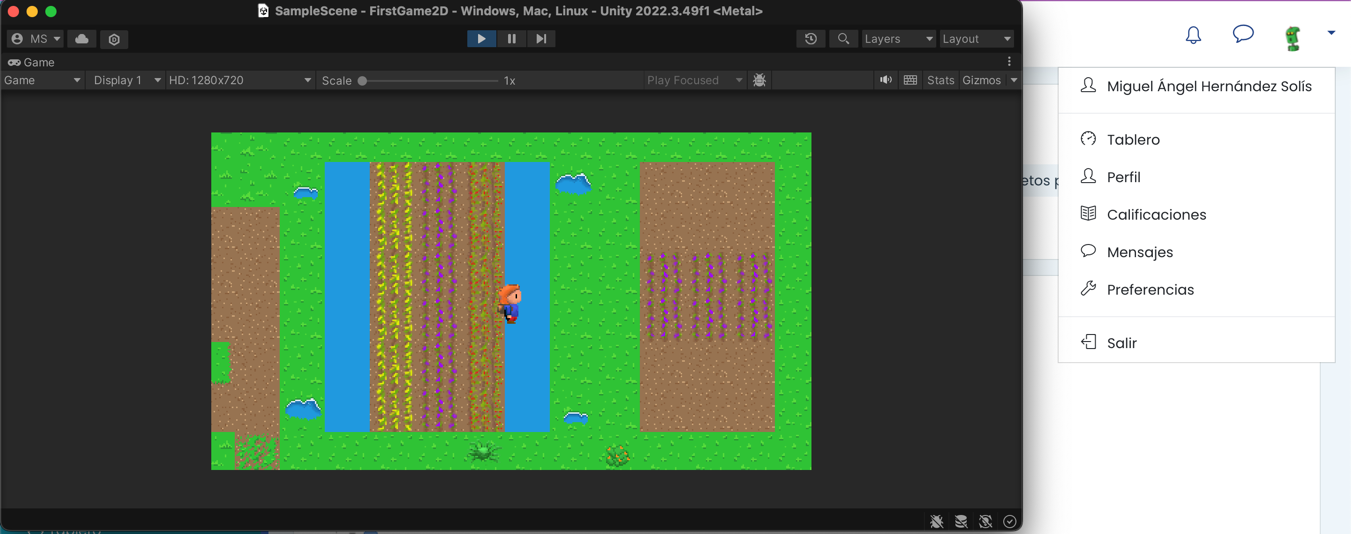 SampleScene - FirstGame2D - Windows, Mac, Linux - Unity 2022.3.49f1 <Metal>
MS
Layers
Layout
Game
Game
Display 1
HD: 1280x720
Scale
1x
Play Focused
Stats
Gizmos
Miguel Ángel Hernández Solís
Tablero
Perfil
etos p
Calificaciones
Mensajes
Preferencias
Salir